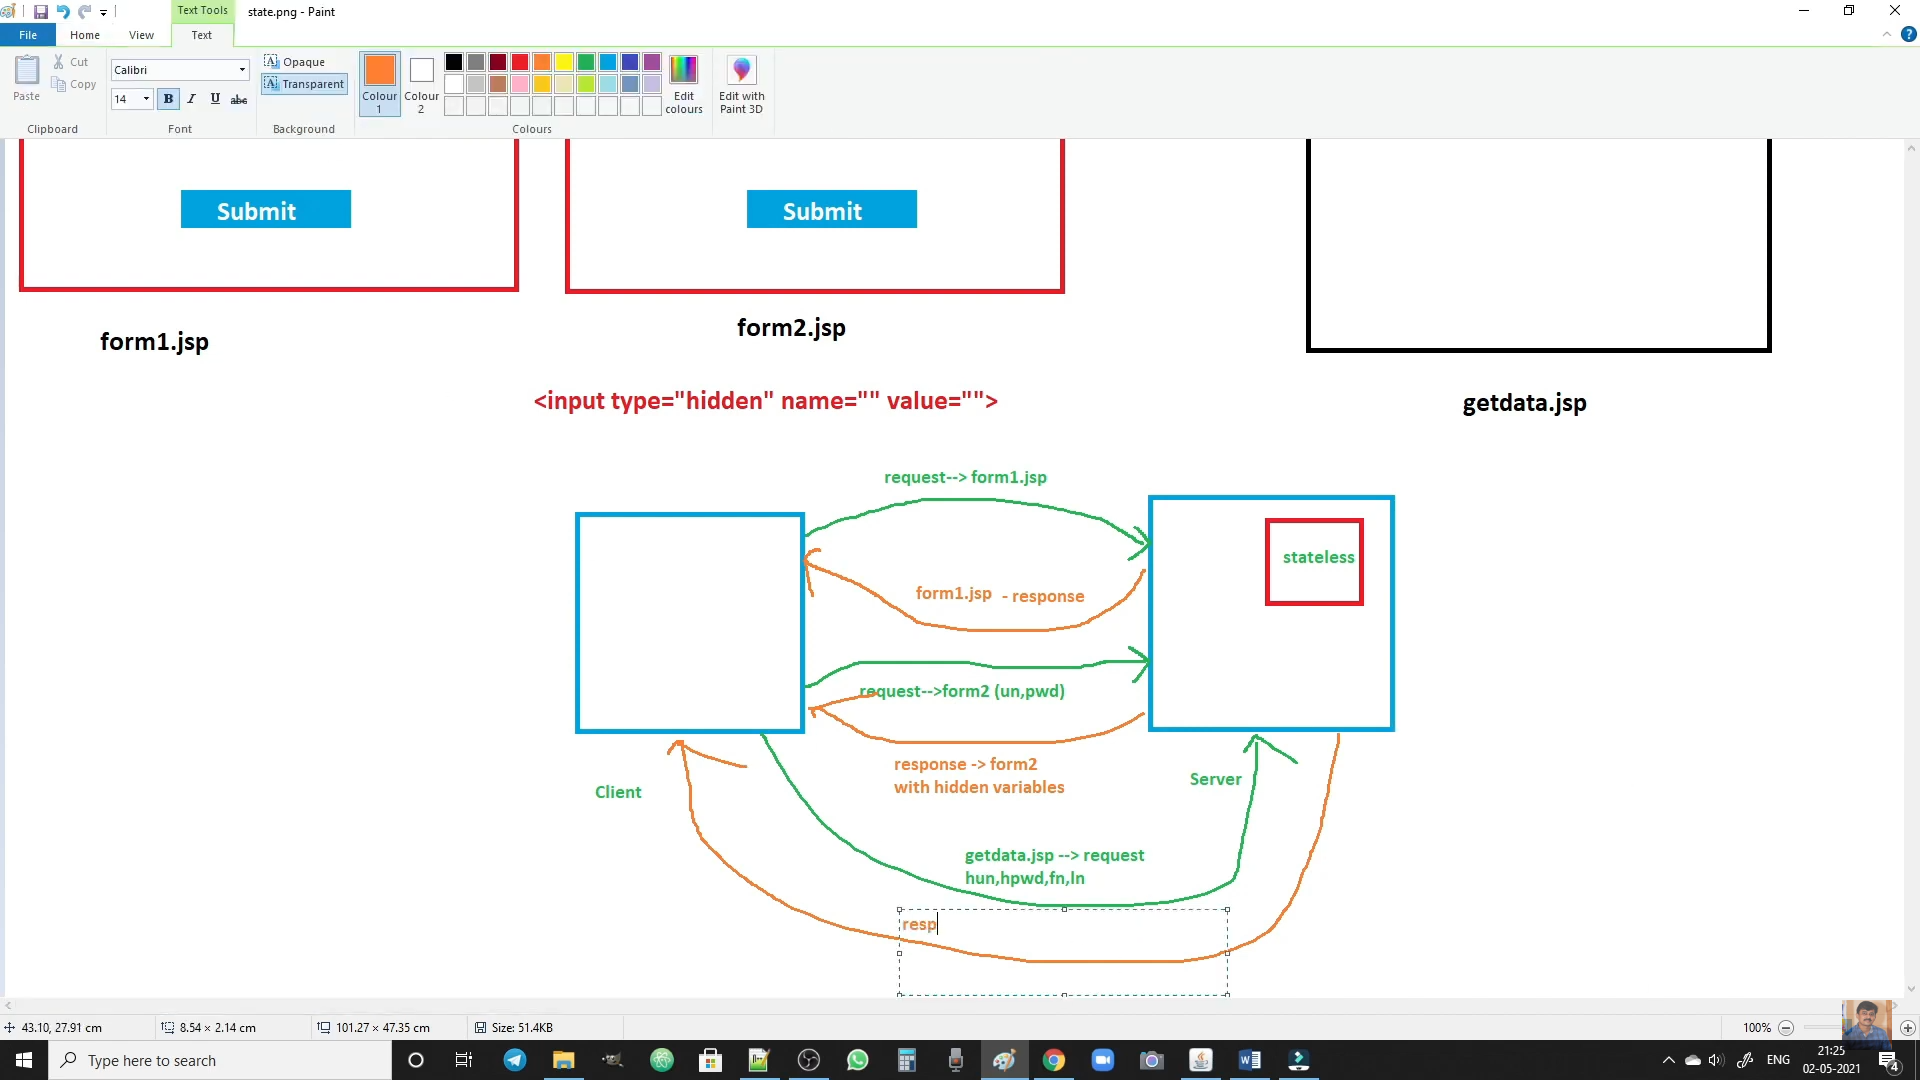 Text Tools
state.png - Paint
File
Home
View
Text
Paste
Cut
Copy
Clipboard
Calibri
14
B
I
U
abc
Font
Opaque
Transparent
Background
Colour
1
Colour
2
Edit
colours
Colours
Edit with
Paint 3D
Submit
Submit
form1.jsp
form2.jsp
<input type="hidden" name="" value="">
getdata.jsp
request--> form1.jsp
stateless
form1.jsp - response
request-->form2 (un,pwd)
response -> form2
with hidden variables
Client
Server
getdata.jsp --> request
hun,hpwd,fn,ln
resp
43.10, 27.91 cm
8.54 × 2.14 cm
101.27 × 47.35 cm
Size: 51.4KB
100%
Type here to search
ENG
21:25
02-05-2021
4